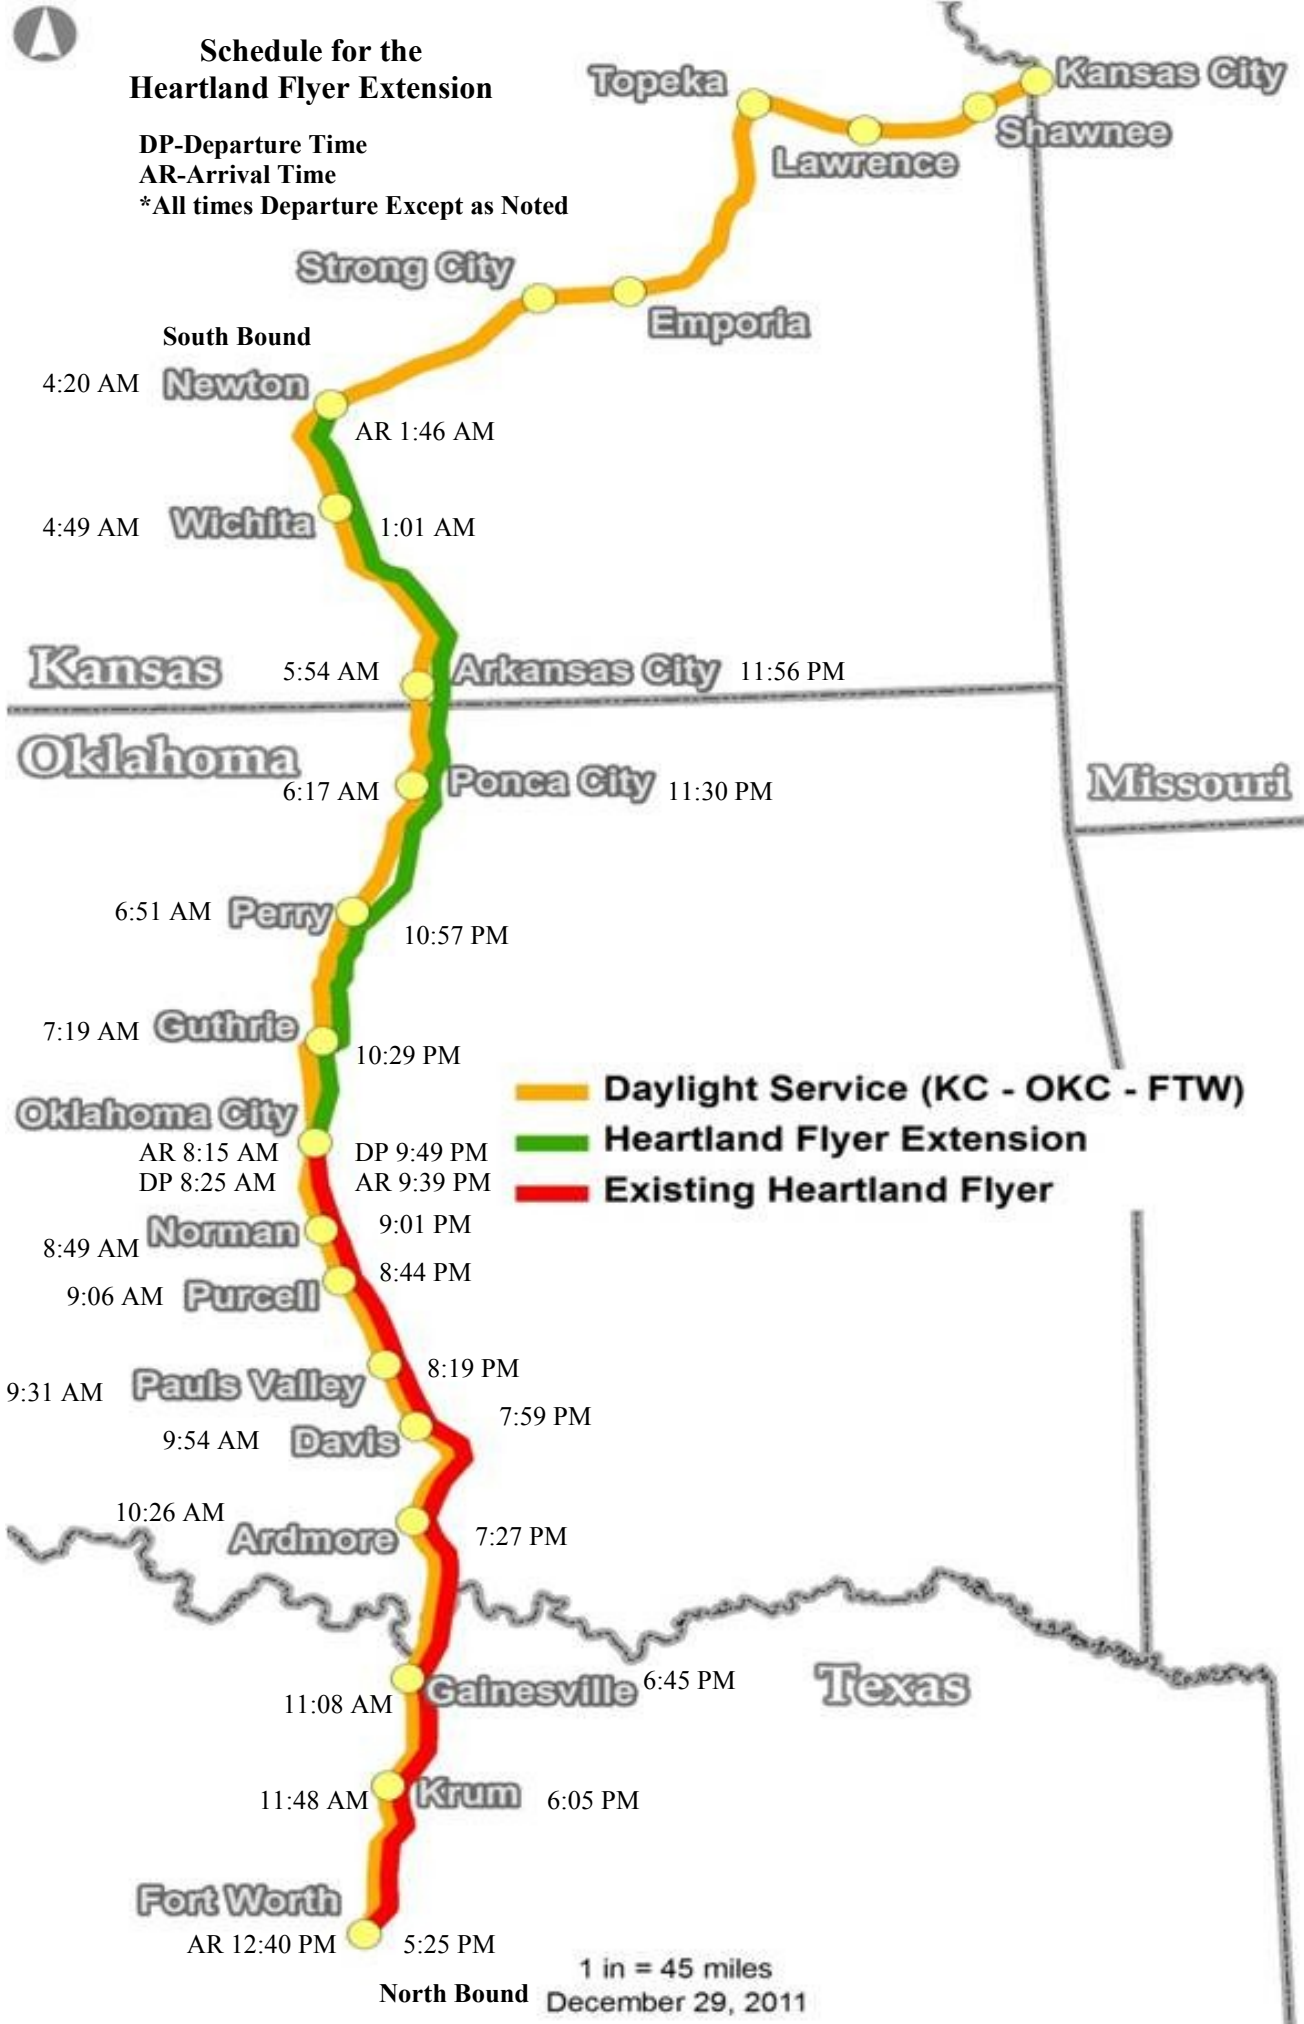 Schedule for the
Heartland Flyer Extension
DP-Departure Time
AR-Arrival Time
*All times Departure Except as Noted
Topeka
Kansas City
Shawnee
Lawrence
Strong City
Emporia
South Bound
4:20 AM Newton
AR 1:46 AM
4:49 AM Wichita 1:01 AM
Kansas 5:54 AM Arkansas City 11:56 PM
Oklahoma
Missouri
6:17 AM Ponca City 11:30 PM
6:51 AM Perry 10:57 PM
7:19 AM Guthrie 10:29 PM
Daylight Service (KC - OKC - FTW)
Heartland Flyer Extension
Existing Heartland Flyer
Oklahoma City
AR 8:15 AM DP 9:49 PM
DP 8:25 AM AR 9:39 PM
8:49 AM Norman 9:01 PM
9:06 AM Purcell 8:44 PM
9:31 AM Pauls Valley 8:19 PM
9:54 AM Davis 7:59 PM
10:26 AM Ardmore 7:27 PM
11:08 AM Gainesville 6:45 PM
Texas
11:48 AM Krum 6:05 PM
Fort Worth
AR 12:40 PM 5:25 PM
North Bound
1 in = 45 miles
December 29, 2011